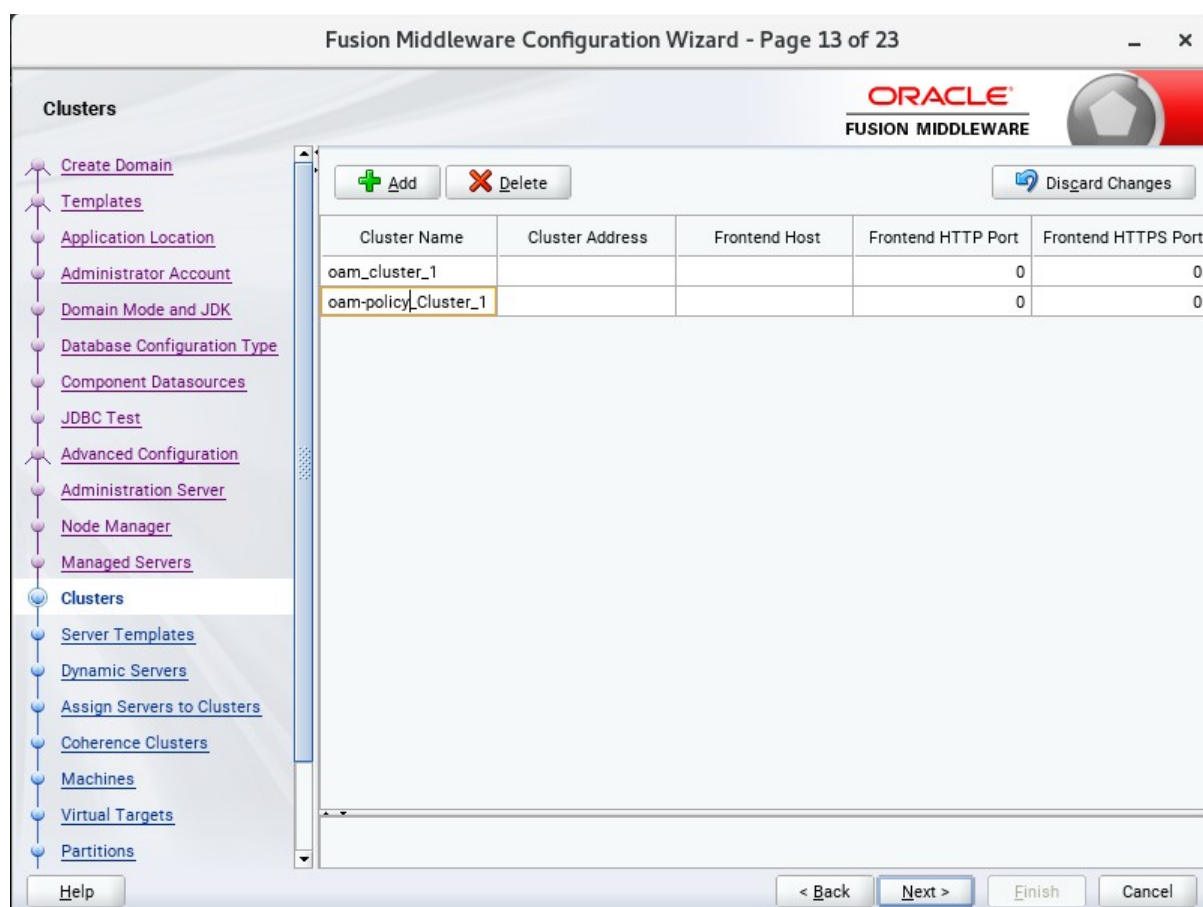 Fusion Middleware Configuration Wizard - Page 13 of 23
Clusters
ORACLE
FUSION MIDDLEWARE
Create Domain
Templates
Application Location
Administrator Account
Domain Mode and JDK
Database Configuration Type
Component Datasources
JDBC Test
Advanced Configuration
Administration Server
Node Manager
Managed Servers
Clusters
Server Templates
Dynamic Servers
Assign Servers to Clusters
Coherence Clusters
Machines
Virtual Targets
Partitions
Add Delete Discard Changes
Cluster Name Cluster Address Frontend Host Frontend HTTP Port Frontend HTTPS Port
oam_cluster_1 0 0
oam-policy_Cluster_1 0 0
Help < Back Next > Finish Cancel